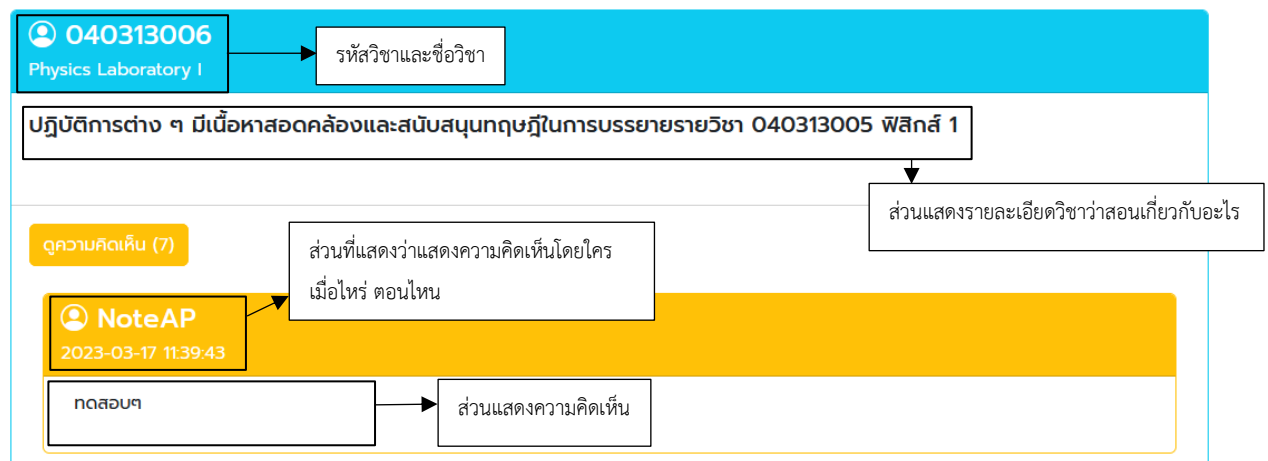 040313006
Physics Laboratory I
รหัสวิชาและชื่อวิชา
ปฏิบัติการต่าง ๆ มีเนื้อหาสอดคล้องและสนับสนุนทฤษฎีในการบรรยายรายวิชา 040313005 ฟิสิกส์ 1
ส่วนแสดงรายละเอียดวิชาว่าสอนเกี่ยวกับอะไร
ดูความคิดเห็น (7)
ส่วนที่แสดงว่าแสดงความคิดเห็นโดยใคร
เมื่อไหร่ ตอนไหน
NoteAP
2023-03-17 11:39:43
ทดสอบๆ
ส่วนแสดงความคิดเห็น